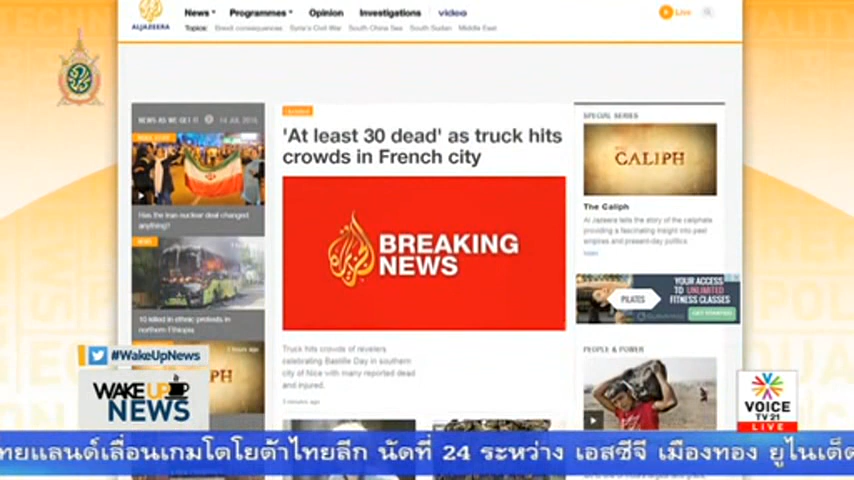 ALJAZEERA
News
Programmes
Opinion
Investigations
video
Live
Topics:
Brexit consequences
Syria's Civil War
South China Sea
South Sudan
Middle East
NEWS AS WE GET IT
14 JUL 2016
Has the Iran nuclear deal changed
anything?
NEWS
10 killed in ethnic protests in
northern Ethiopia
hours ago
'At least 30 dead' as truck hits
crowds in French city
BREAKING
NEWS
Truck hits crowds of revelers
celebrating Bastille Day in southern
city of Nice with many reported dead
and injured.
3 minutes ago
SPECIAL SERIES
CALIPH
The Caliph
Al Jazeera tells the story of the caliphate
providing a fascinating insight into past
empires and present-day politics
PILATES
YOUR ACCESS
TO UNLIMITED
FITNESS CLASSES
GET STARTED
PEOPLE & POWER
#WakeUpNews
WAKE UP
NEWS
VOICE
TV 21
LIVE
ทยแลนด์เลื่อนเกมโตโยต้าไทยลีก นัดที่ 24 ระหว่าง เอสซีจี เมืองทอง ยูไนเต็ด